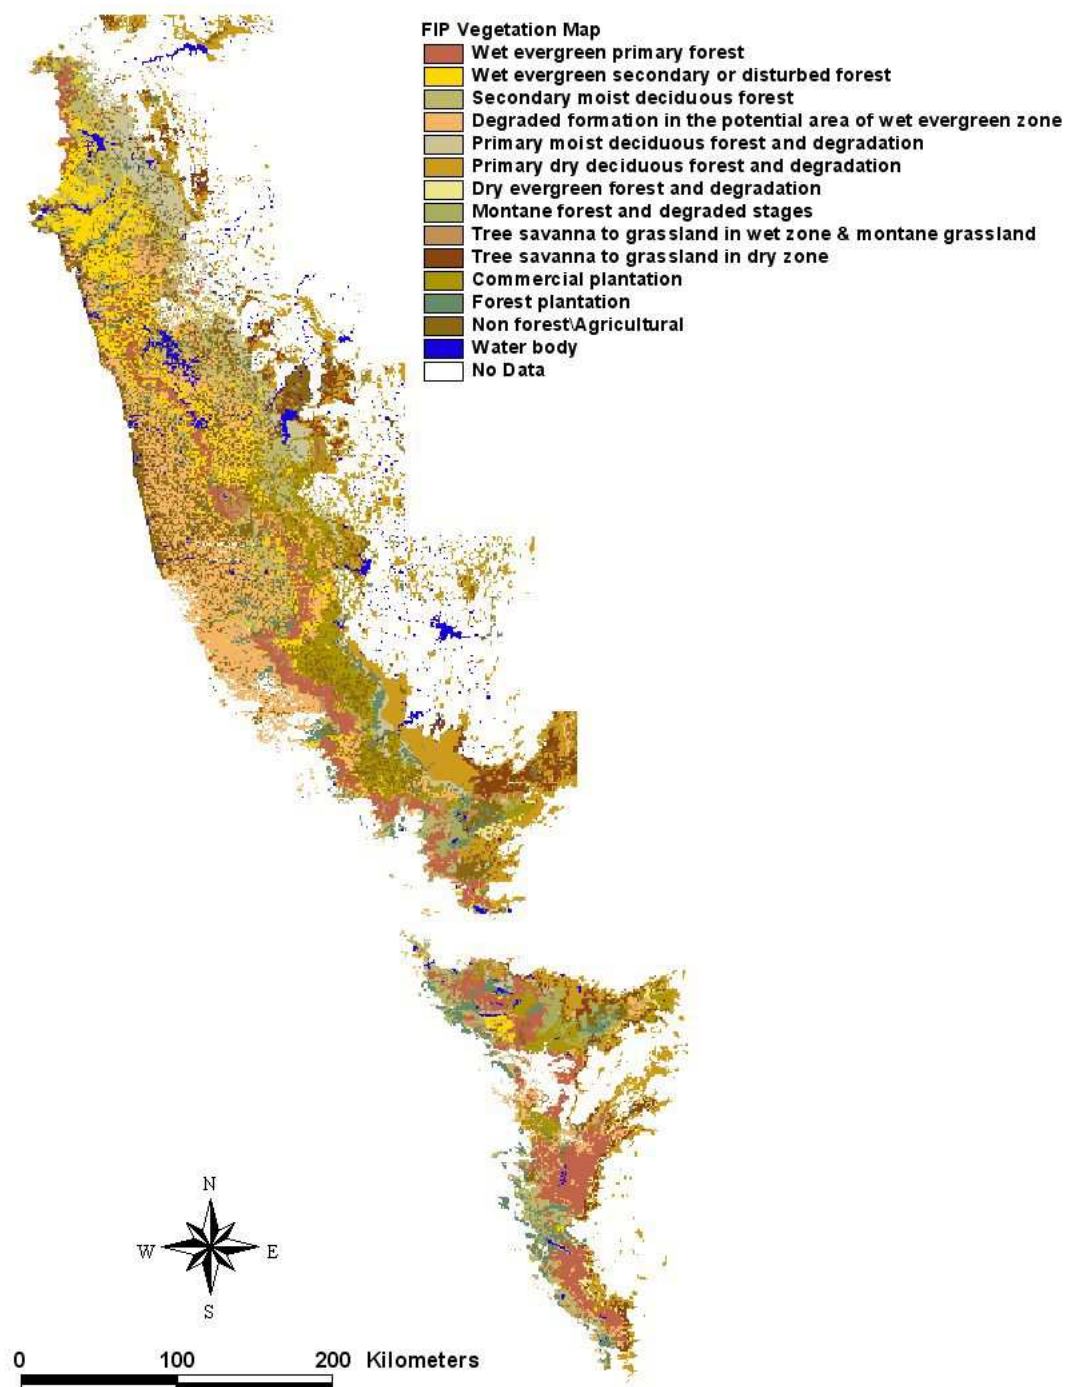 FIP Vegetation Map
Wet evergreen primary forest
Wet evergreen secondary or disturbed forest
Secondary moist deciduous forest
Degraded formation in the potential area of wet evergreen zone
Primary moist deciduous forest and degradation
Primary dry deciduous forest and degradation
Dry evergreen forest and degradation
Montane forest and degraded stages
Tree savanna to grassland in wet zone & montane grassland
Tree savanna to grassland in dry zone
Commercial plantation
Forest plantation
Non forest\Agricultural
Water body
No Data
N
W E
S
0 100 200 Kilometers